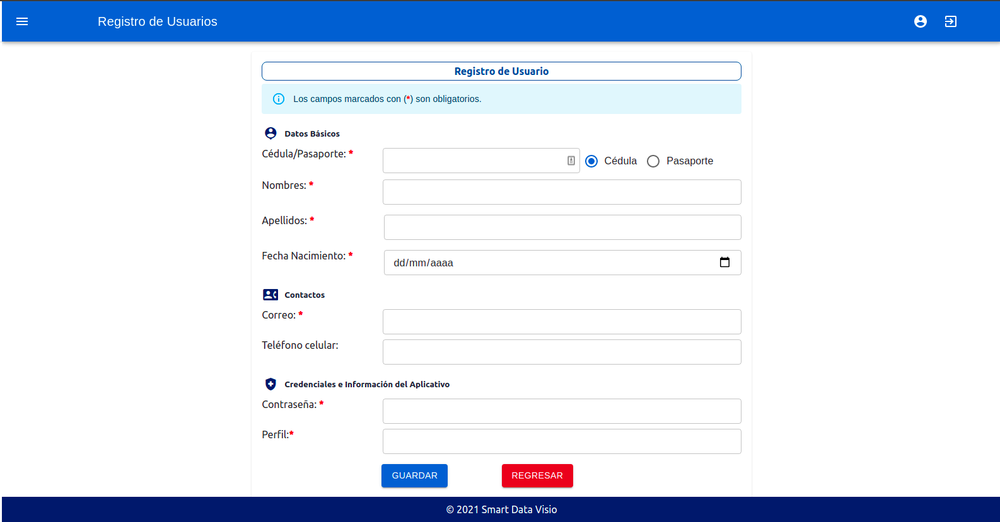 Registro de Usuarios
Registro de Usuario
Los campos marcados con (*) son obligatorios.
Datos Básicos
Cédula/Pasaporte: *
Cédula
Pasaporte
Nombres: *
Apellidos: *
Fecha Nacimiento: *
dd/mm/aaaa
Contactos
Correo: *
Teléfono celular:
Credenciales e Información del Aplicativo
Contraseña: *
Perfil:*
GUARDAR
REGRESAR
© 2021 Smart Data Visio